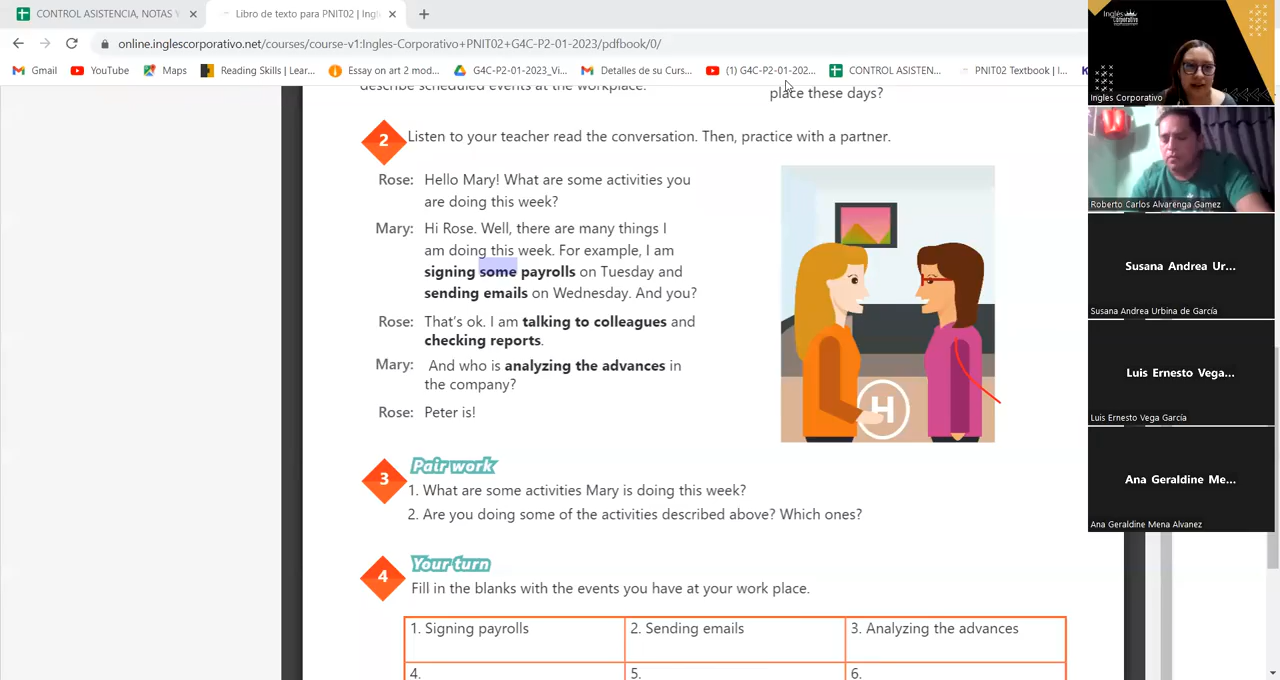 CONTROL ASISTENCIA, NOTAS Y
Libro de texto para PNIT02 | Ingl
online.inglescorporativo.net/courses/course-v1:Ingles-Corporativo+PNIT02+G4C-P2-01-2023/pdfbook/0/
Gmail
YouTube
Maps
Reading Skills | Lear...
Essay on art 2 mod...
G4C-P2-01-2023_Vi...
Detalles de su Curs...
(1) G4C-P2-01-202...
CONTROL ASISTEN...
PNIT02 Textbook | I...
describe scheduled events at the workplace.
place these days?
2
Listen to your teacher read the conversation. Then, practice with a partner.
Rose: Hello Mary! What are some activities you
are doing this week?
Mary: Hi Rose. Well, there are many things I
am doing this week. For example, I am
signing some payrolls on Tuesday and
sending emails on Wednesday. And you?
Rose: That's ok. I am talking to colleagues and
checking reports.
Mary: And who is analyzing the advances in
the company?
Rose: Peter is!
H
3
Pair work
1. What are some activities Mary is doing this week?
2. Are you doing some of the activities described above? Which ones?
4
Your turn
Fill in the blanks with the events you have at your work place.
1. Signing payrolls
2. Sending emails
3. Analyzing the advances
4.
5.
6.
Inglés
Corporativo
Ingles Corporativo
Roberto Carlos Alvarenga Gamez
Susana Andrea Ur...
Susana Andrea Urbina de García
Luis Ernesto Vega...
Luis Ernesto Vega García
Ana Geraldine Me...
Ana Geraldine Mena Alvanez